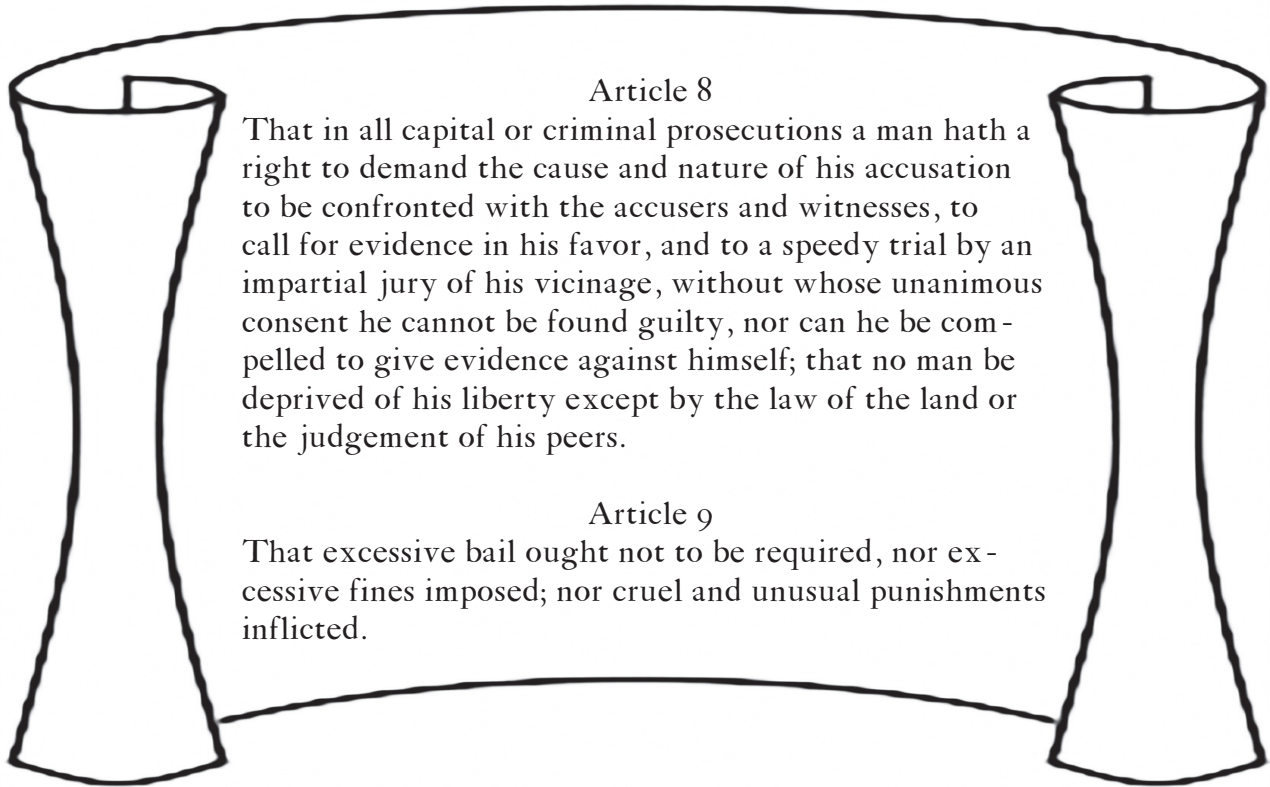 Article 8
That in all capital or criminal prosecutions a man hath a
right to demand the cause and nature of his accusation
to be confronted with the accusers and witnesses, to
call for evidence in his favor, and to a speedy trial by an
impartial jury of his vicinage, without whose unanimous
consent he cannot be found guilty, nor can he be com-
pelled to give evidence against himself; that no man be
deprived of his liberty except by the law of the land or
the judgement of his peers.
Article 9
That excessive bail ought not to be required, nor ex-
cessive fines imposed; nor cruel and unusual punishments
inflicted.